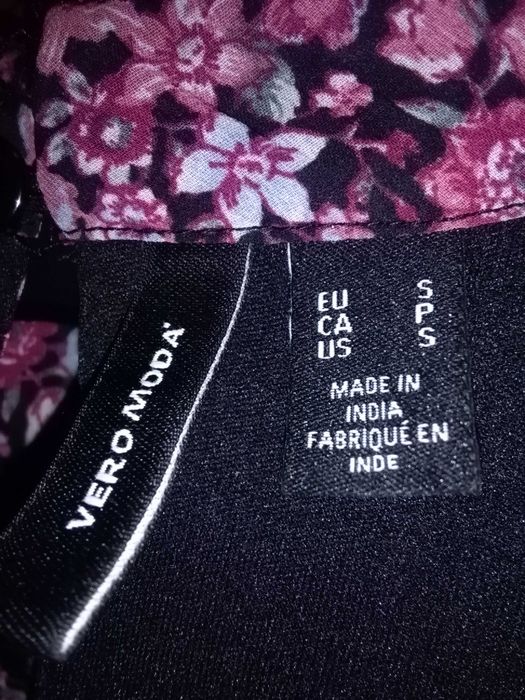 VERO MODA
EU S
CA P
US S
MADE IN
INDIA
FABRIQUÉ EN
INDE